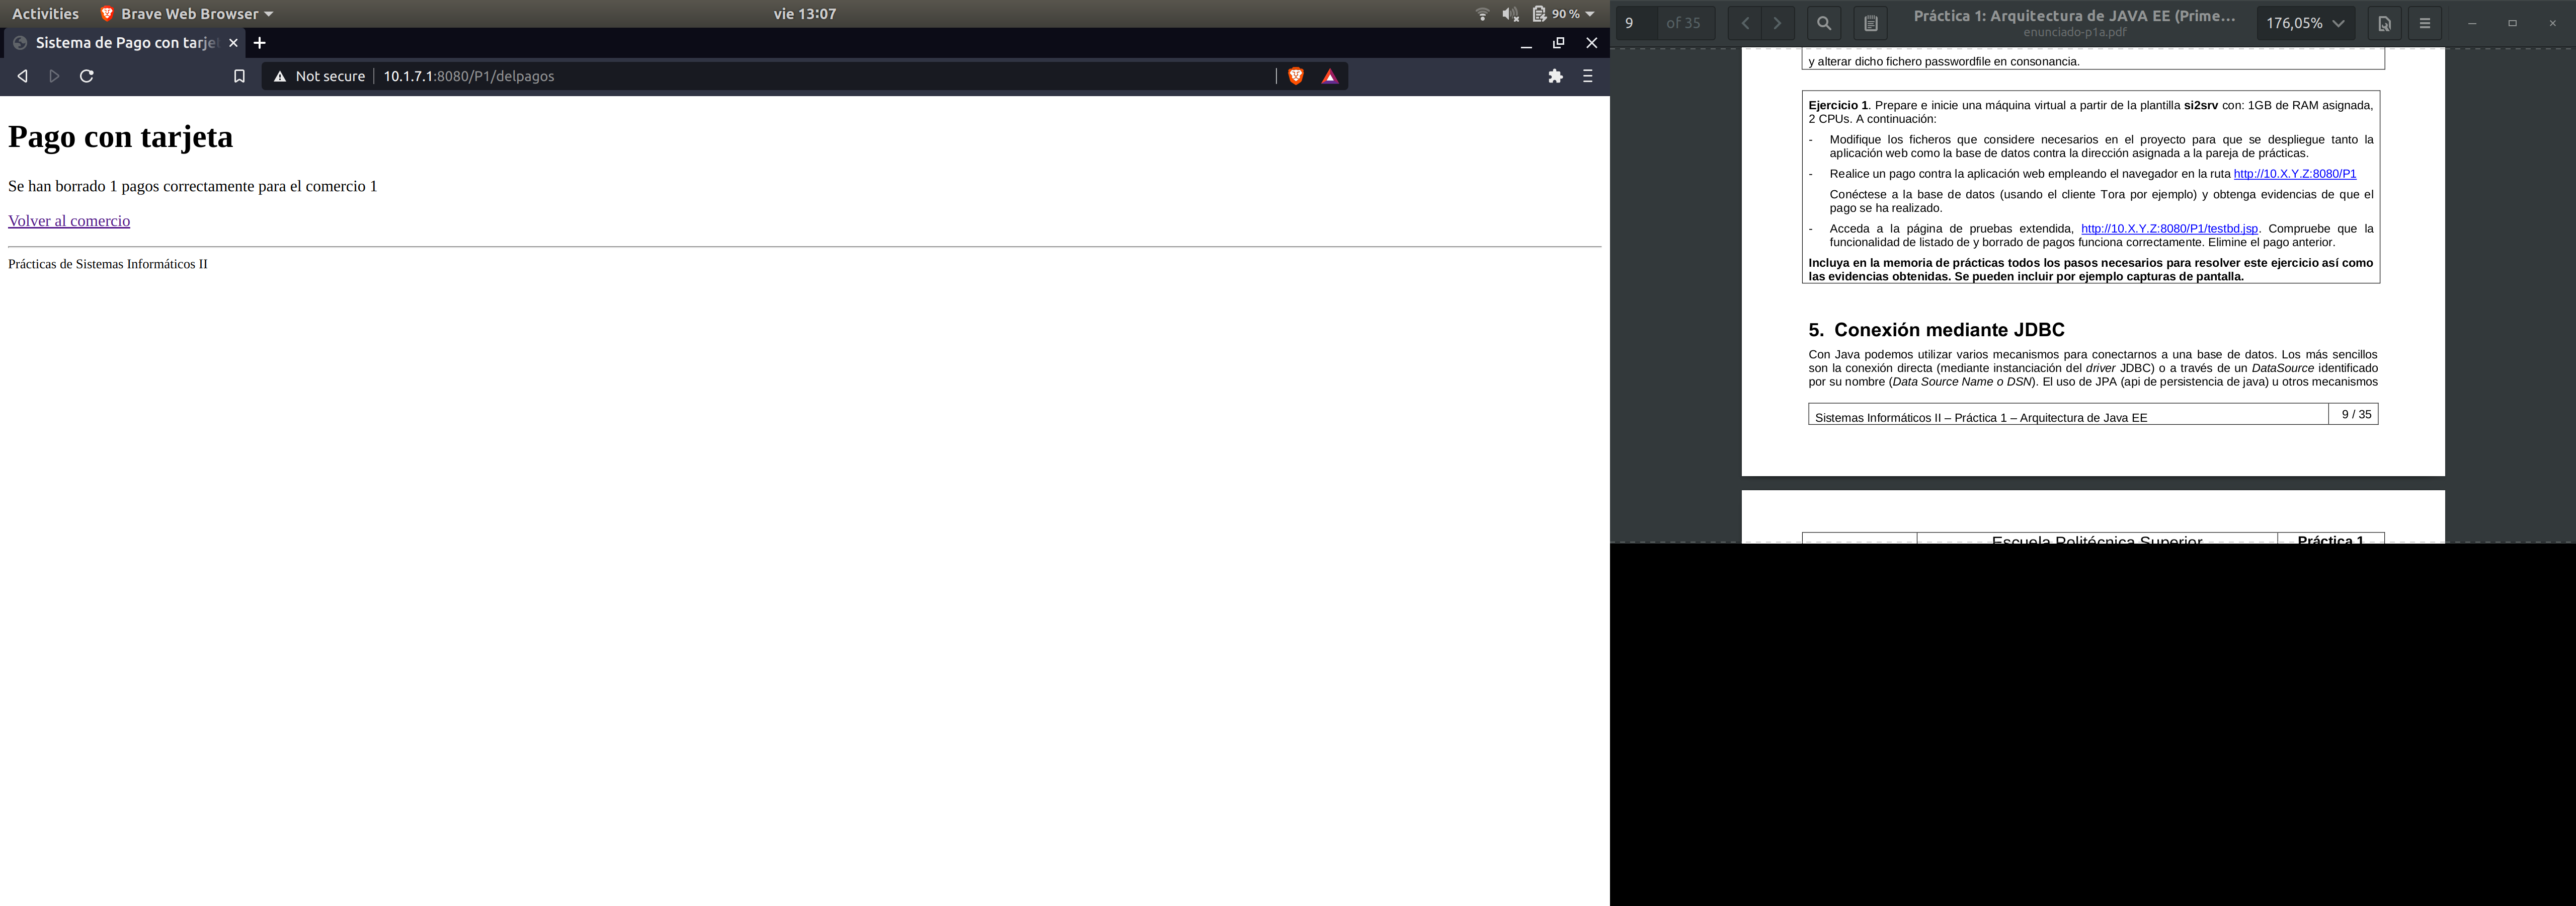 Activities Brave Web Browser vie 13:07 90 %
Sistema de Pago con tarje
Not secure 10.1.7.1:8080/P1/delpagos
Pago con tarjeta
Se han borrado 1 pagos correctamente para el comercio 1
Volver al comercio
Prácticas de Sistemas Informáticos II
9 of 35 Práctica 1: Arquitectura de JAVA EE (Prime... 176,05%
enunciado-p1a.pdf
y alterar dicho fichero passwordfile en consonancia.
Ejercicio 1. Prepare e inicie una máquina virtual a partir de la plantilla si2srv con: 1GB de RAM asignada,
2 CPUs. A continuación:
- Modifique los ficheros que considere necesarios en el proyecto para que se despliegue tanto la
aplicación web como la base de datos contra la dirección asignada a la pareja de prácticas.
- Realice un pago contra la aplicación web empleando el navegador en la ruta http://10.X.Y.Z:8080/P1
Conéctese a la base de datos (usando el cliente Tora por ejemplo) y obtenga evidencias de que el
pago se ha realizado.
- Acceda a la página de pruebas extendida, http://10.X.Y.Z:8080/P1/testbd.jsp. Compruebe que la
funcionalidad de listado de y borrado de pagos funciona correctamente. Elimine el pago anterior.
Incluya en la memoria de prácticas todos los pasos necesarios para resolver este ejercicio así como
las evidencias obtenidas. Se pueden incluir por ejemplo capturas de pantalla.
5. Conexión mediante JDBC
Con Java podemos utilizar varios mecanismos para conectarnos a una base de datos. Los más sencillos
son la conexión directa (mediante instanciación del driver JDBC) o a través de un DataSource identificado
por su nombre (Data Source Name o DSN). El uso de JPA (api de persistencia de java) u otros mecanismos
Sistemas Informáticos II – Práctica 1 – Arquitectura de Java EE 9 / 35
Escuela Politécnica Superior Práctica 1